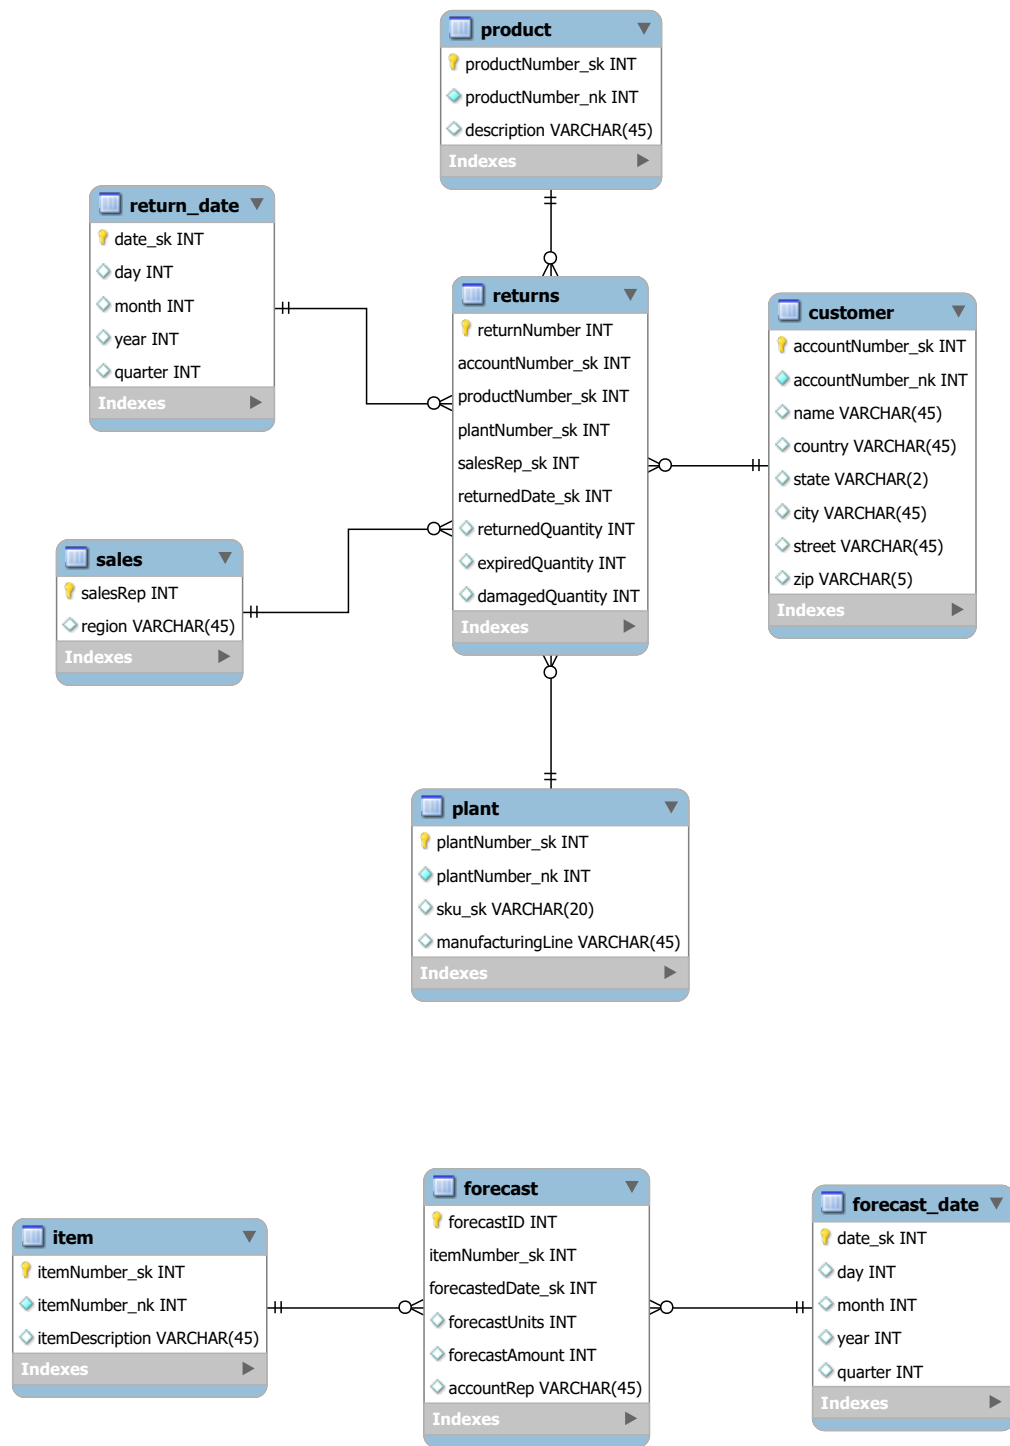 product
productNumber_sk INT
productNumber_nk INT
description VARCHAR(45)
Indexes
return_date
date_sk INT
day INT
month INT
year INT
quarter INT
Indexes
returns
returnNumber INT
accountNumber_sk INT
productNumber_sk INT
plantNumber_sk INT
salesRep_sk INT
returnedDate_sk INT
returnedQuantity INT
expiredQuantity INT
damagedQuantity INT
Indexes
customer
accountNumber_sk INT
accountNumber_nk INT
name VARCHAR(45)
country VARCHAR(45)
state VARCHAR(2)
city VARCHAR(45)
street VARCHAR(45)
zip VARCHAR(5)
Indexes
sales
salesRep INT
region VARCHAR(45)
Indexes
plant
plantNumber_sk INT
plantNumber_nk INT
sku_sk VARCHAR(20)
manufacturingLine VARCHAR(45)
Indexes
item
itemNumber_sk INT
itemNumber_nk INT
itemDescription VARCHAR(45)
Indexes
forecast
forecastID INT
itemNumber_sk INT
forecastedDate_sk INT
forecastUnits INT
forecastAmount INT
accountRep VARCHAR(45)
Indexes
forecast_date
date_sk INT
day INT
month INT
year INT
quarter INT
Indexes